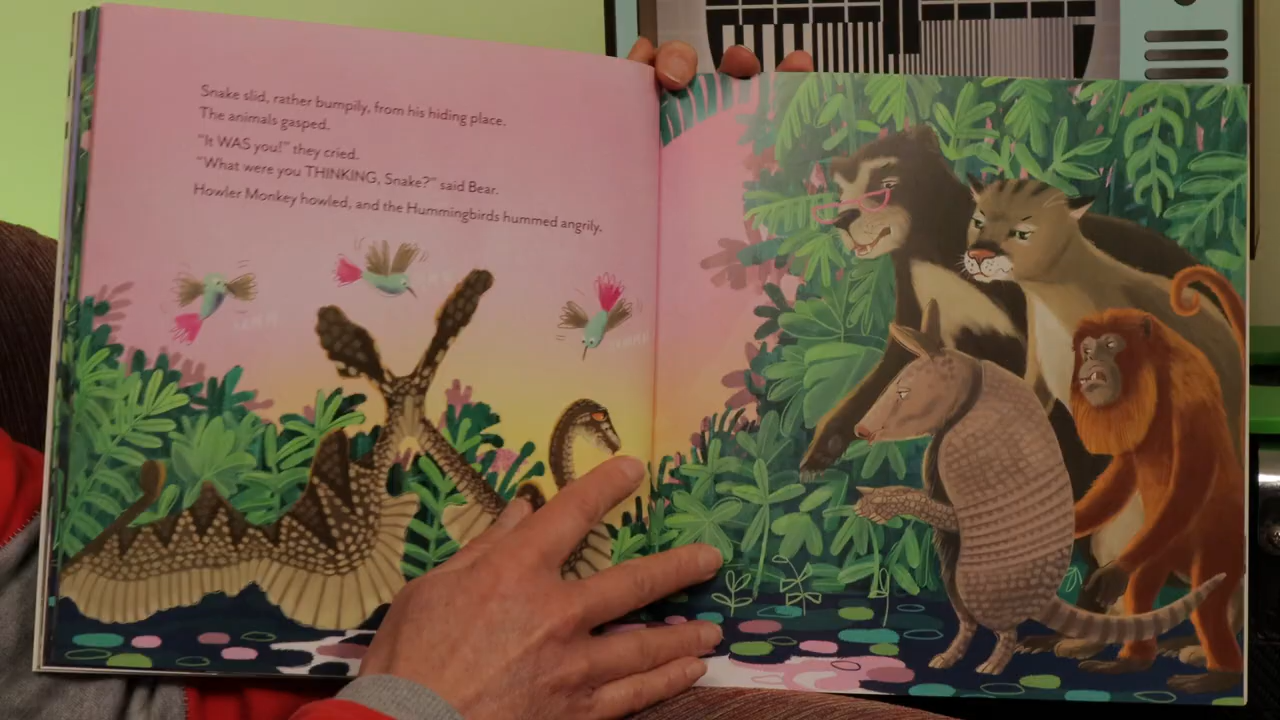 Snake slid, rather bumpily, from his hiding place.
The animals gasped.
"It WAS you!" they cried.
"What were you THINKING, Snake?" said Bear.
Howler Monkey howled, and the Hummingbirds hummed angrily.